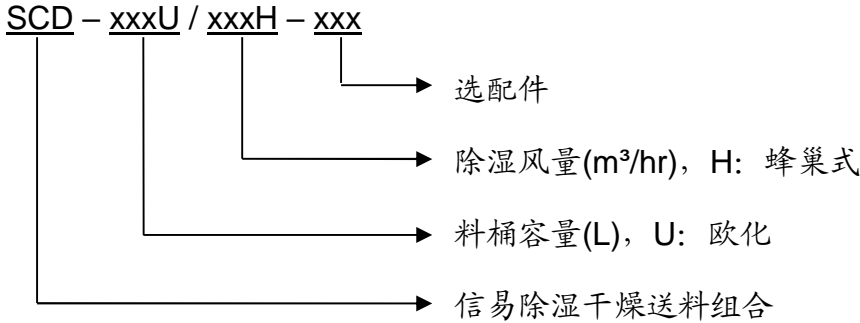 SCD – xxxU / xxxH – xxx
选配件
除湿风量(m³/hr)，H：蜂巢式
料桶容量(L)，U：欧化
信易除湿干燥送料组合